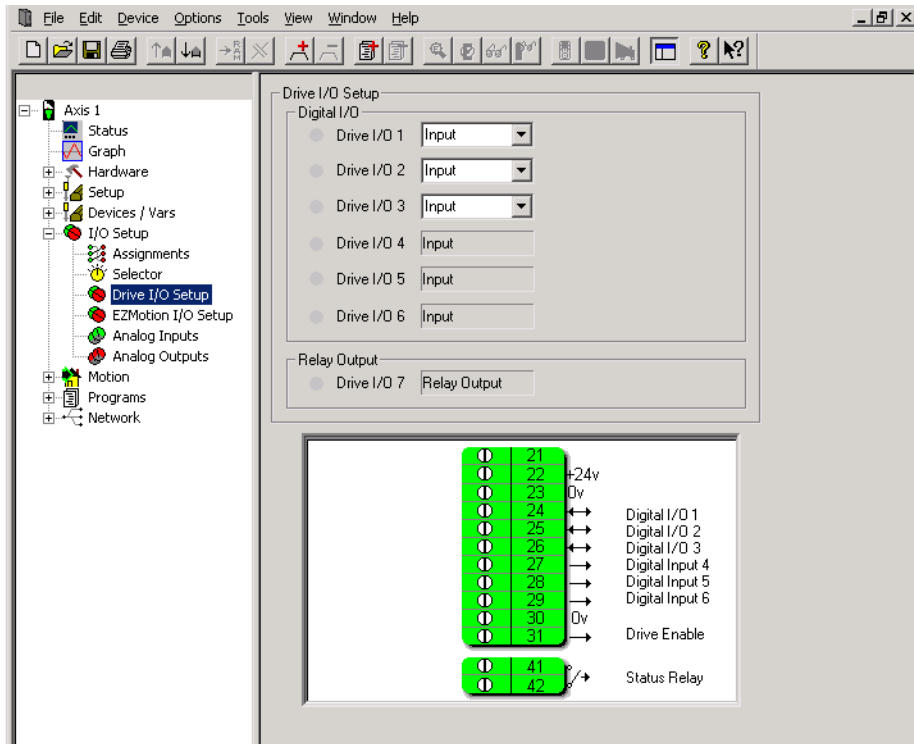 File Edit Device Options Tools View Window Help
Axis 1
Status
Graph
Hardware
Setup
Devices / Vars
I/O Setup
Assignments
Selector
Drive I/O Setup
EZMotion I/O Setup
Analog Inputs
Analog Outputs
Motion
Programs
Network
Drive I/O Setup
Digital I/O
Drive I/O 1 Input
Drive I/O 2 Input
Drive I/O 3 Input
Drive I/O 4 Input
Drive I/O 5 Input
Drive I/O 6 Input
Relay Output
Drive I/O 7 Relay Output
21
22 +24v
23 0v
24 Digital I/O 1
25 Digital I/O 2
26 Digital I/O 3
27 Digital Input 4
28 Digital Input 5
29 Digital Input 6
30 0v
31 Drive Enable
41
42 Status Relay